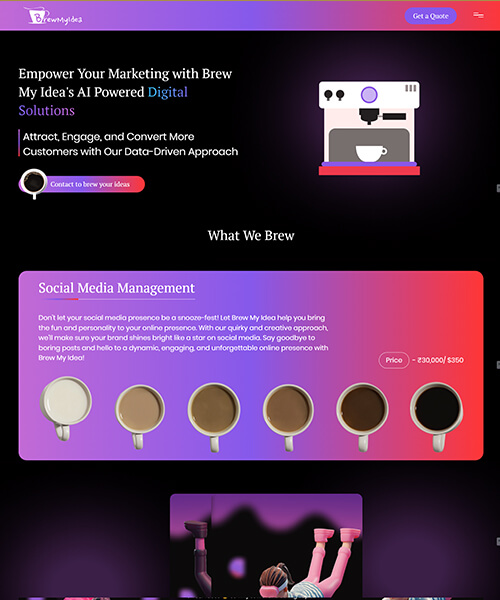 BrewMyIdea
Get a Quote
Empower Your Marketing with Brew
My Idea's AI Powered Digital
Solutions
Attract, Engage, and Convert More
Customers with Our Data-Driven Approach
Contact to brew your ideas
What We Brew
Social Media Management
Don't let your social media presence be a snooze-fest! Let Brew My Idea help you bring
the fun and personality to your online presence. With our quirky and creative approach,
we'll make sure your brand shines bright like a star on social media. Say goodbye to
boring posts and hello to a dynamic, engaging, and unforgettable online presence with
Brew My Idea!
Price - ₹30,000/ $350